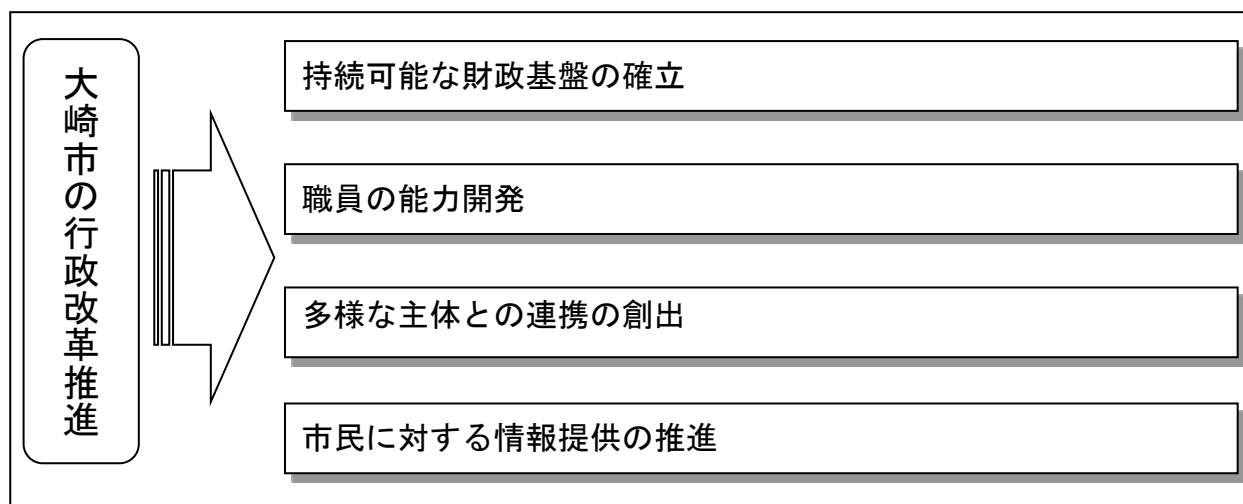 大崎市の行政改革推進
持続可能な財政基盤の確立
職員の能力開発
多様な主体との連携の創出
市民に対する情報提供の推進